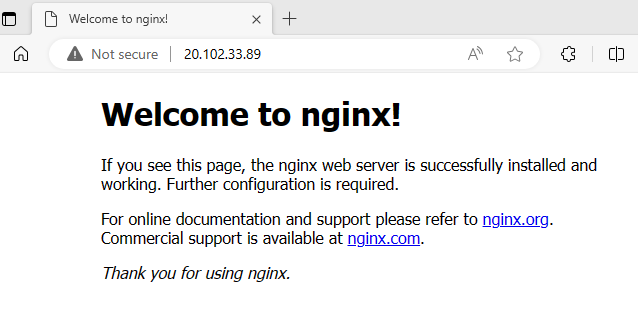 Welcome to nginx!
Not secure 20.102.33.89
Welcome to nginx!
If you see this page, the nginx web server is successfully installed and
working. Further configuration is required.
For online documentation and support please refer to nginx.org.
Commercial support is available at nginx.com.
Thank you for using nginx.